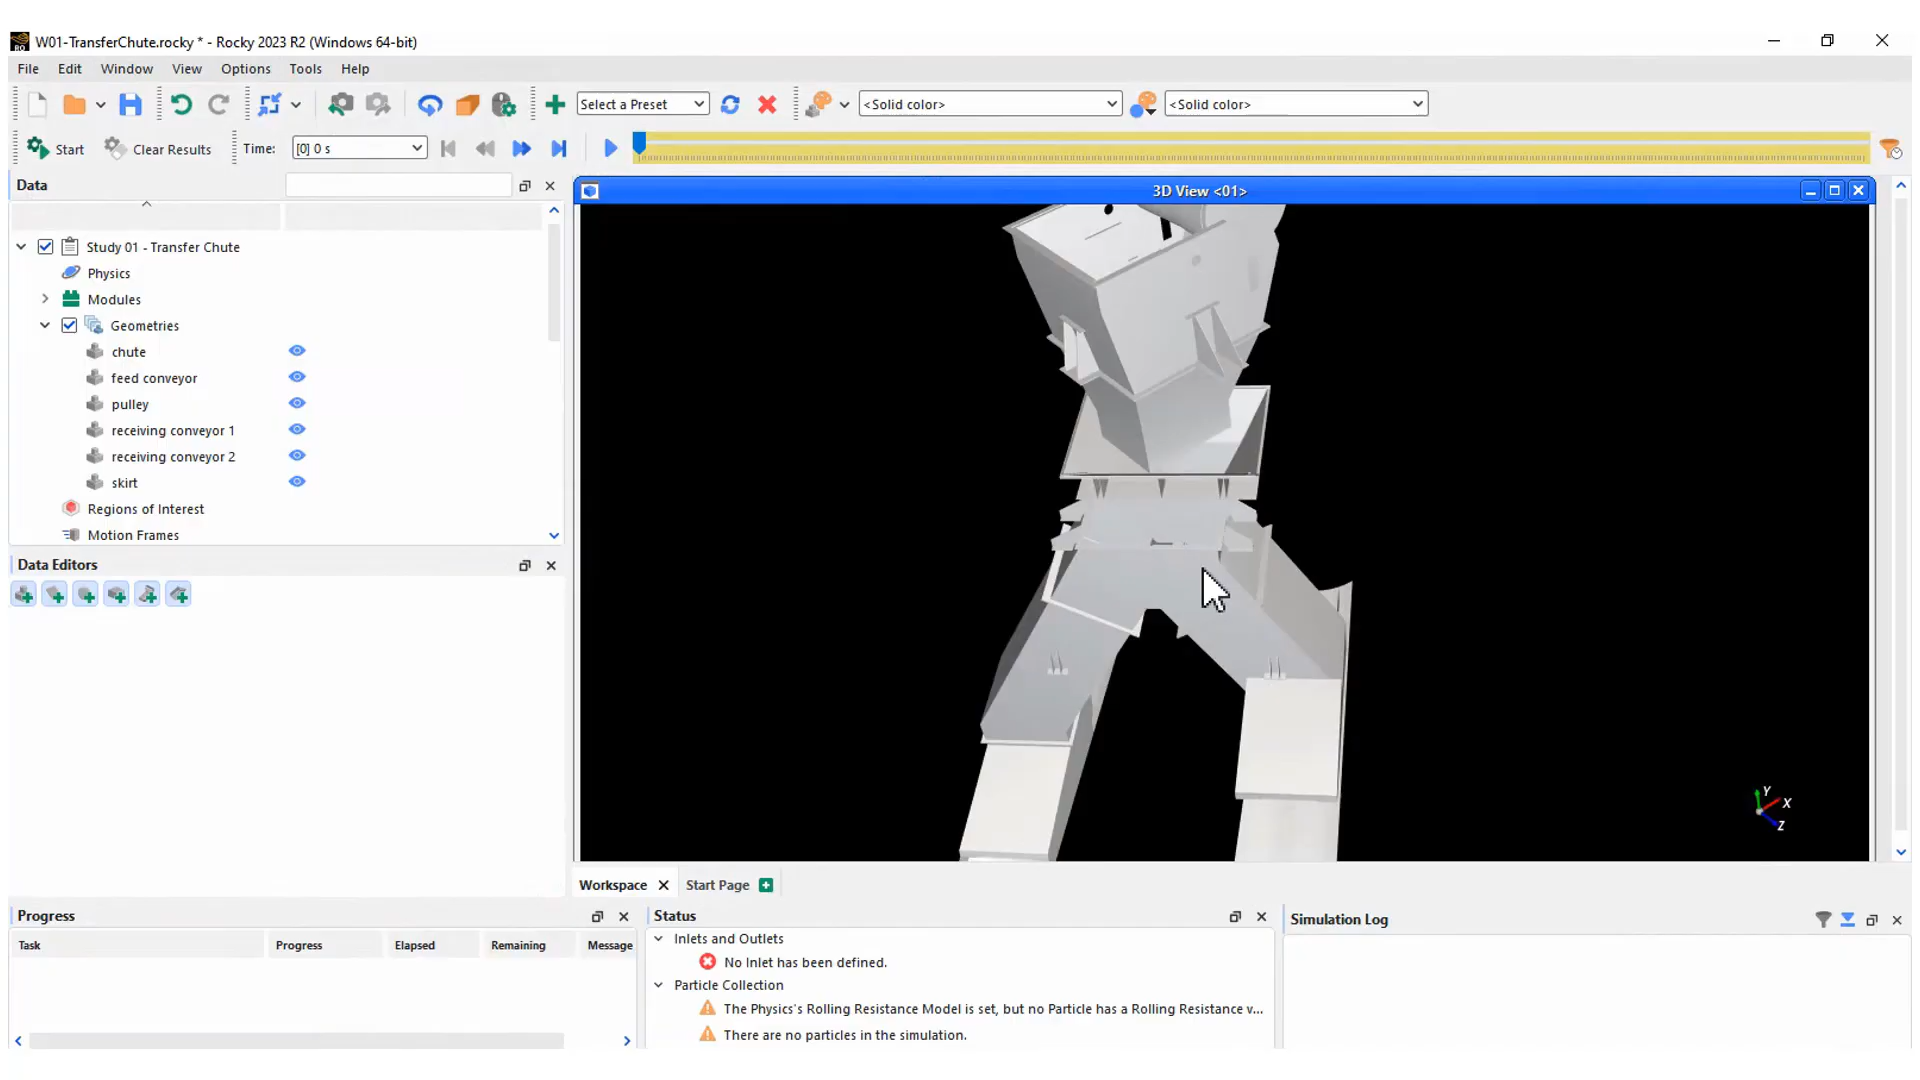 W01-TransferChute.rocky * - Rocky 2023 R2 (Windows 64-bit)
File Edit Window View Options Tools Help
Select a Preset <Solid color> <Solid color>
Start Clear Results Time: [0] 0 s
Data
3D View <01>
Study 01 - Transfer Chute
Physics
Modules
Geometries
chute
feed conveyor
pulley
receiving conveyor 1
receiving conveyor 2
skirt
Regions of Interest
Motion Frames
Data Editors
Y
X
Z
Workspace Start Page
Progress
Task Progress Elapsed Remaining Message
Status
Inlets and Outlets
No Inlet has been defined.
Particle Collection
The Physics's Rolling Resistance Model is set, but no Particle has a Rolling Resistance v...
There are no particles in the simulation.
Simulation Log